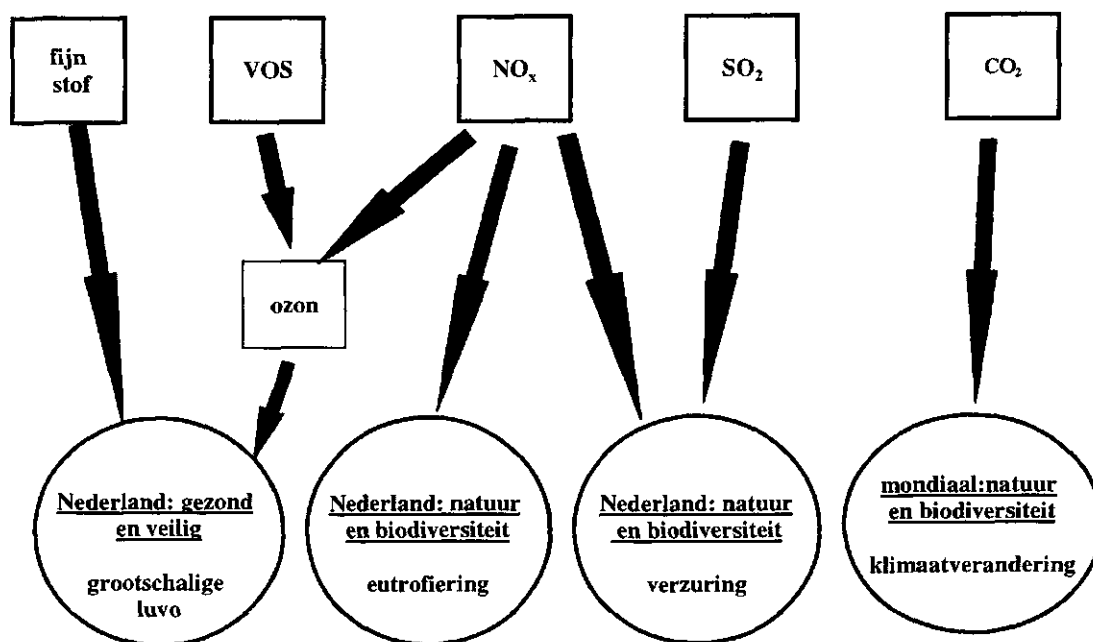 fijn
stof
VOS
NOₓ
SO₂
CO₂
ozon
Nederland: gezond
en veilig
grootschalige
luvo
Nederland: natuur
en biodiversiteit
eutrofiering
Nederland: natuur
en biodiversiteit
verzuring
mondiaal:natuur
en biodiversiteit
klimaatverandering